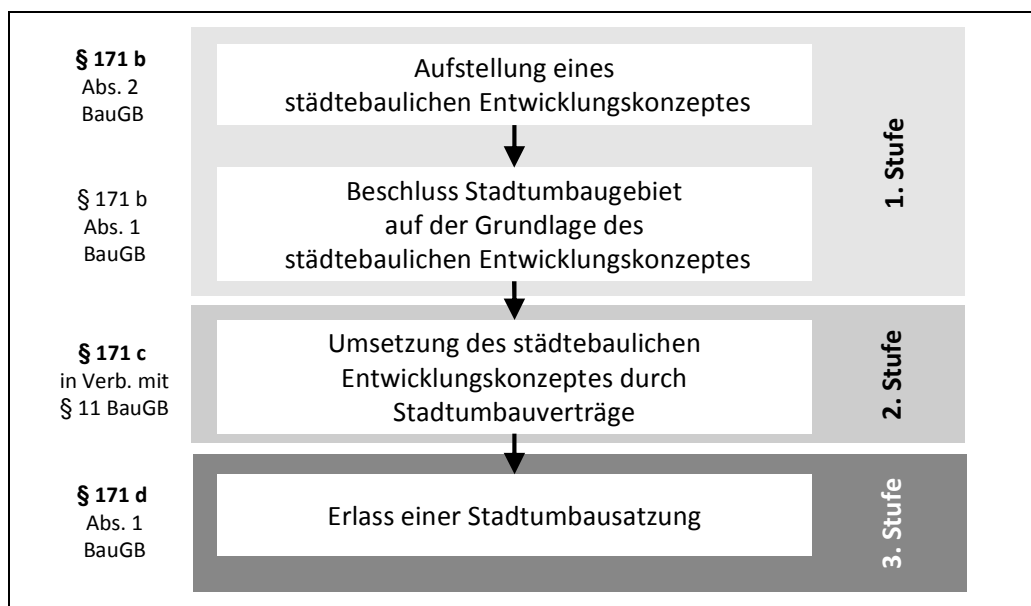 § 171 b
Abs. 2
BauGB
Aufstellung eines
städtebaulichen Entwicklungskonzeptes
§ 171 b
Abs. 1
BauGB
Beschluss Stadtumbaugebiet
auf der Grundlage des
städtebaulichen Entwicklungskonzeptes
1. Stufe
§ 171 c
in Verb. mit
§ 11 BauGB
Umsetzung des städtebaulichen
Entwicklungskonzeptes durch
Stadtumbauverträge
2. Stufe
§ 171 d
Abs. 1
BauGB
Erlass einer Stadtumbausatzung
3. Stufe